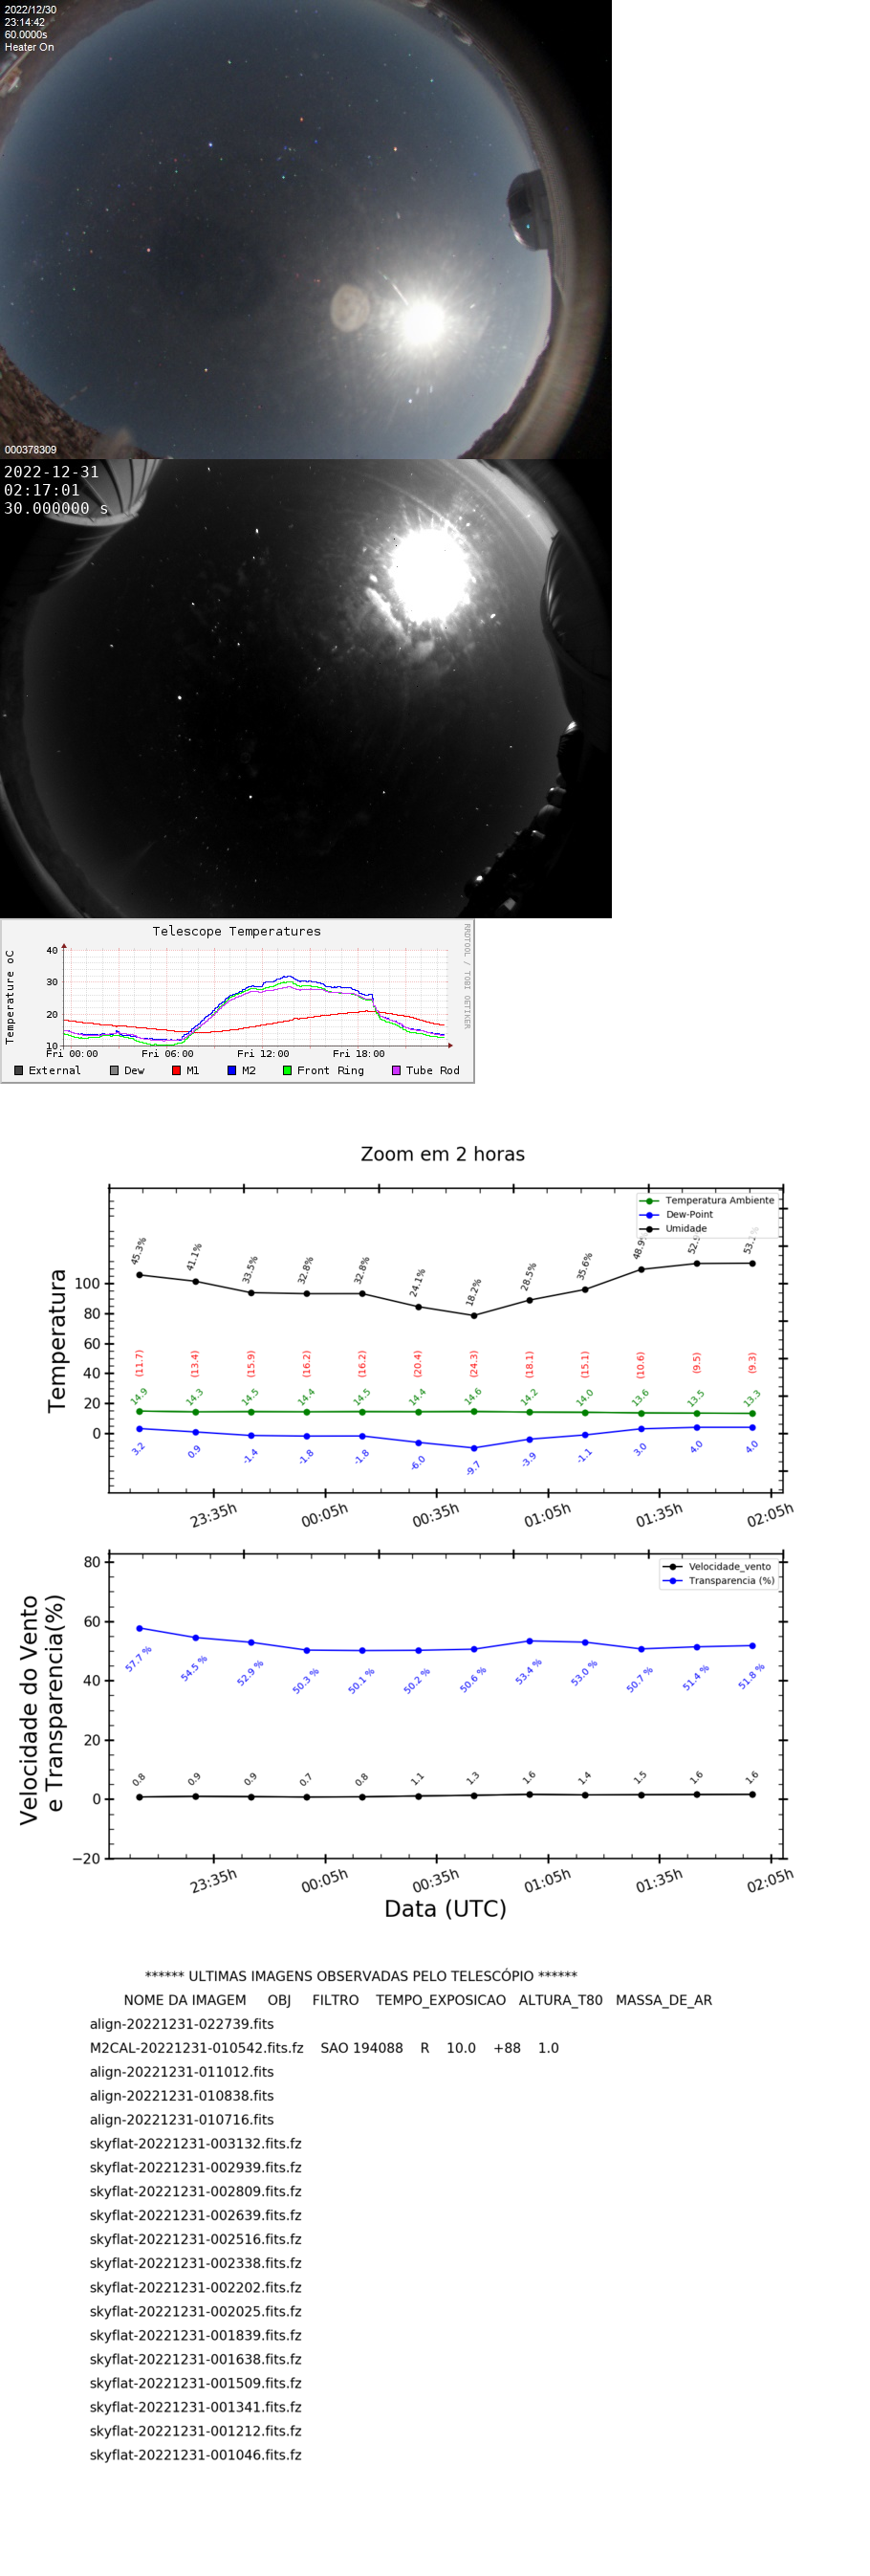 2022/12/30
23:14:42
60.0000s
Heater On
000378309
2022-12-31
02:17:01
30.000000 s
Telescope Temperatures
RRDTOOL / TOBI OETIKER
Temperature oC
40
30
20
10
Fri 00:00 Fri 06:00 Fri 12:00 Fri 18:00
External Dew M1 M2 Front Ring Tube Rod
Zoom em 2 horas
Temperatura Ambiente
Dew-Point
Umidade
Temperatura
100
80
60
40
20
0
45.3% 41.1% 33.5% 32.8% 32.8% 24.1% 18.2% 28.5% 35.6%
(11.7) (13.4) (15.9) (16.2) (16.2) (20.4) (24.3) (18.1) (15.1) (10.6) (9.5) (9.3)
14.9 14.3 14.5 14.4 14.5 14.4 14.6 14.2 14.0 13.6 13.5 13.3
3.2 0.9 -1.4 -1.8 -1.8 -6.0 -9.7 -3.9 -1.1 3.0 4.0 4.0
23:35h 00:05h 00:35h 01:05h 01:35h 02:05h
Velocidade_vento
Transparencia (%)
Velocidade do Vento
e Transparencia(%)
80
60
40
20
0
−20
57.7 % 54.5 % 52.9 % 50.3 % 50.1 % 50.2 % 50.6 % 53.4 % 53.0 % 50.7 % 51.4 % 51.8 %
0.8 0.9 0.9 0.7 0.8 1.1 1.3 1.6 1.4 1.5 1.6 1.6
23:35h 00:05h 00:35h 01:05h 01:35h 02:05h
Data (UTC)
****** ULTIMAS IMAGENS OBSERVADAS PELO TELESCÓPIO ******
NOME DA IMAGEM OBJ FILTRO TEMPO_EXPOSICAO ALTURA_T80 MASSA_DE_AR
align-20221231-022739.fits
M2CAL-20221231-010542.fits.fz SAO 194088 R 10.0 +88 1.0
align-20221231-011012.fits
align-20221231-010838.fits
align-20221231-010716.fits
skyflat-20221231-003132.fits.fz
skyflat-20221231-002939.fits.fz
skyflat-20221231-002809.fits.fz
skyflat-20221231-002639.fits.fz
skyflat-20221231-002516.fits.fz
skyflat-20221231-002338.fits.fz
skyflat-20221231-002202.fits.fz
skyflat-20221231-002025.fits.fz
skyflat-20221231-001839.fits.fz
skyflat-20221231-001638.fits.fz
skyflat-20221231-001509.fits.fz
skyflat-20221231-001341.fits.fz
skyflat-20221231-001212.fits.fz
skyflat-20221231-001046.fits.fz